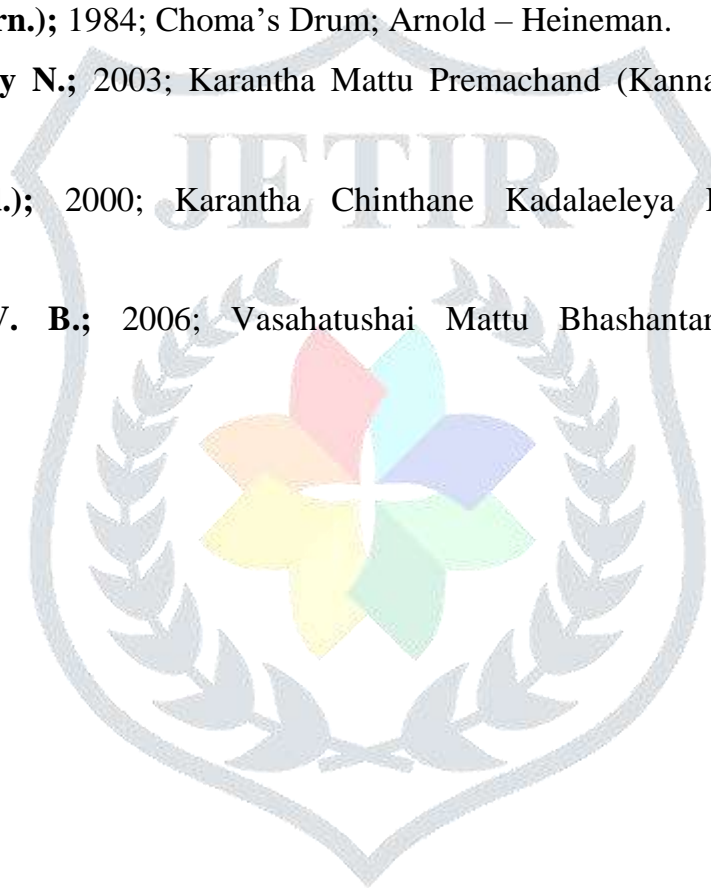 rn.); 1984; Choma’s Drum; Arnold – Heineman.
y N.; 2003; Karantha Mattu Premachand (Kanna
JETIR
.); 2000; Karantha Chinthane Kadalaeleya
V. B.; 2006; Vasahatushai Mattu Bhashantar